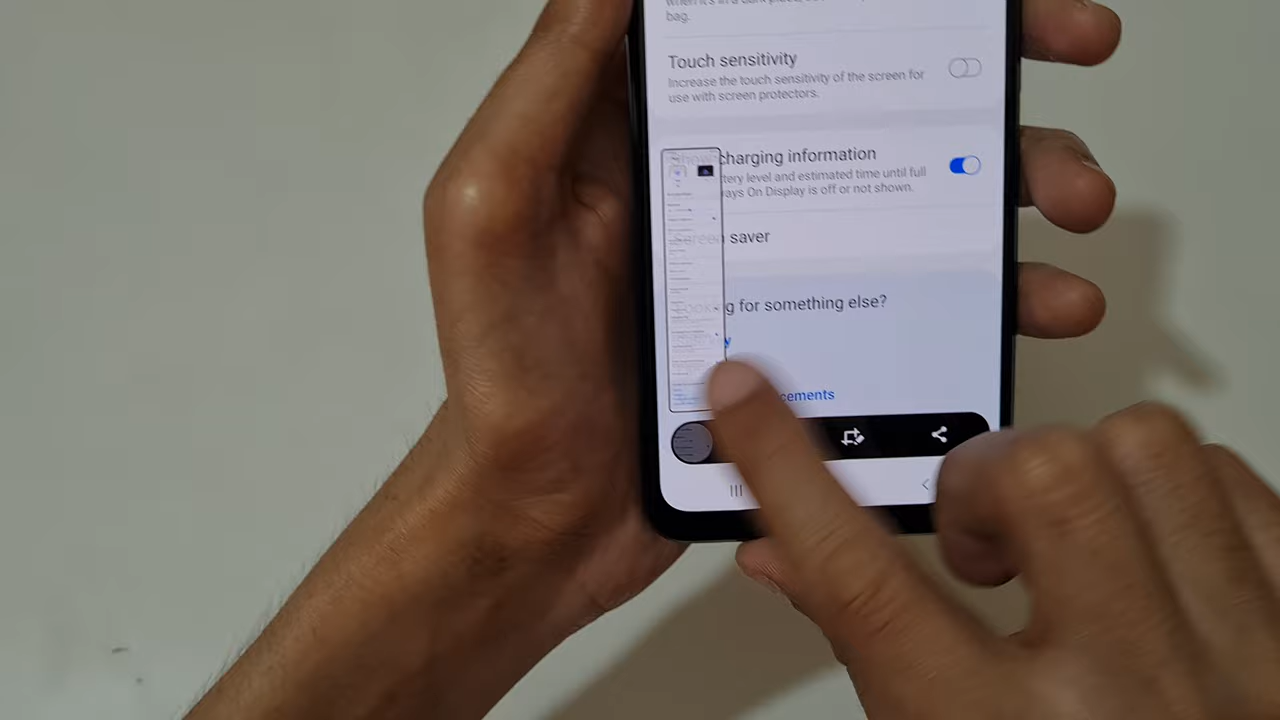 bag.
Touch sensitivity
Increase the touch sensitivity of the screen for
use with screen protectors.
charging information
tery level and estimated time until full
ays On Display is off or not shown.
Screen saver
g for something else?
cements